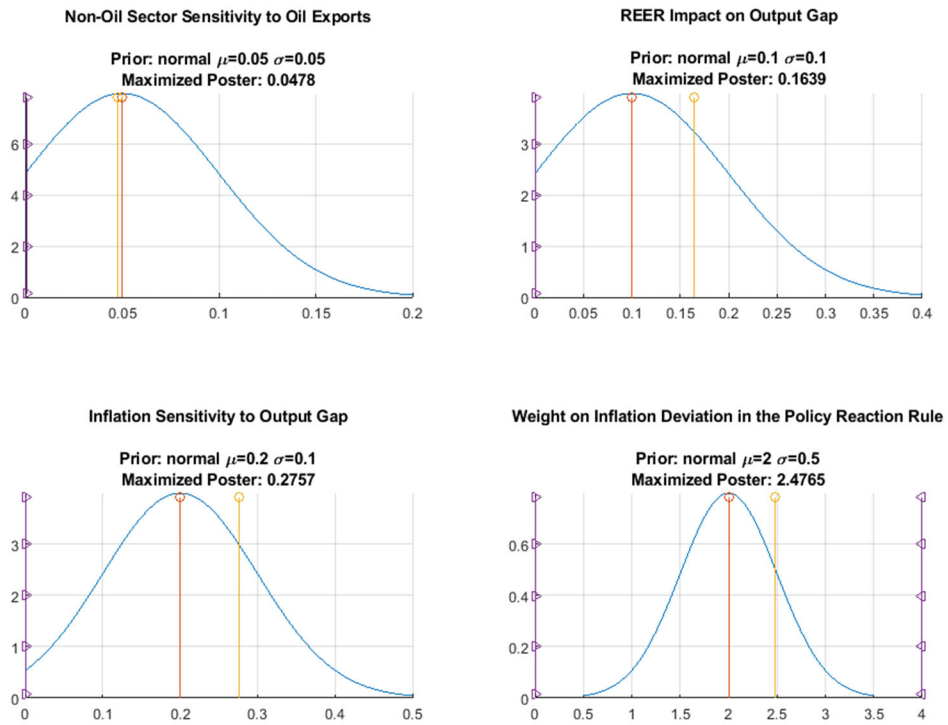 Non-Oil Sector Sensitivity to Oil Exports
Prior: normal μ=0.05 σ=0.05
Maximized Poster: 0.0478
6
4
2
0
0 0.05 0.1 0.15 0.2
REER Impact on Output Gap
Prior: normal μ=0.1 σ=0.1
Maximized Poster: 0.1639
3
2
1
0
0 0.05 0.1 0.15 0.2 0.25 0.3 0.35 0.4
Inflation Sensitivity to Output Gap
Prior: normal μ=0.2 σ=0.1
Maximized Poster: 0.2757
3
2
1
0
0 0.1 0.2 0.3 0.4 0.5
Weight on Inflation Deviation in the Policy Reaction Rule
Prior: normal μ=2 σ=0.5
Maximized Poster: 2.4765
0.6
0.4
0.2
0
0 0.5 1 1.5 2 2.5 3 3.5 4